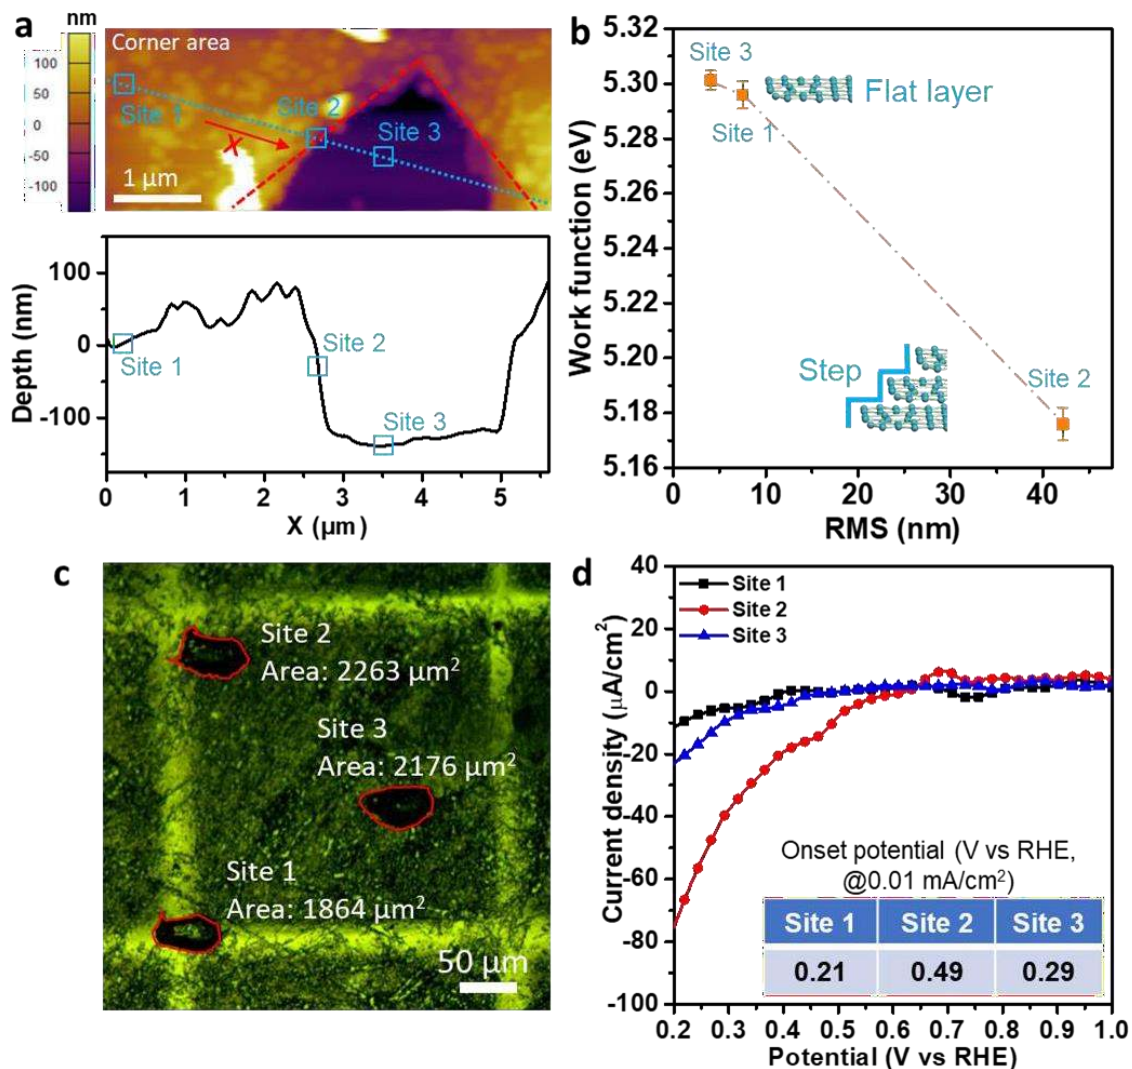 a
nm
100
50
0
-50
-100
Corner area
Site 1
Site 2
Site 3
X
1 µm
Depth (nm)
100
0
-100
Site 1
Site 2
Site 3
0 1 2 3 4 5
X (µm)
b
Work function (eV)
5.32
5.30
5.28
5.26
5.24
5.22
5.20
5.18
5.16
Site 3
Site 1
Flat layer
Step
Site 2
0 10 20 30 40
RMS (nm)
c
Site 2
Area: 2263 µm²
Site 3
Area: 2176 µm²
Site 1
Area: 1864 µm²
50 µm
d
Current density (µA/cm²)
40
20
0
-20
-40
-60
-80
-100
Site 1
Site 2
Site 3
Onset potential (V vs RHE,
@0.01 mA/cm²)
Site 1 Site 2 Site 3
0.21 0.49 0.29
0.2 0.3 0.4 0.5 0.6 0.7 0.8 0.9 1.0
Potential (V vs RHE)